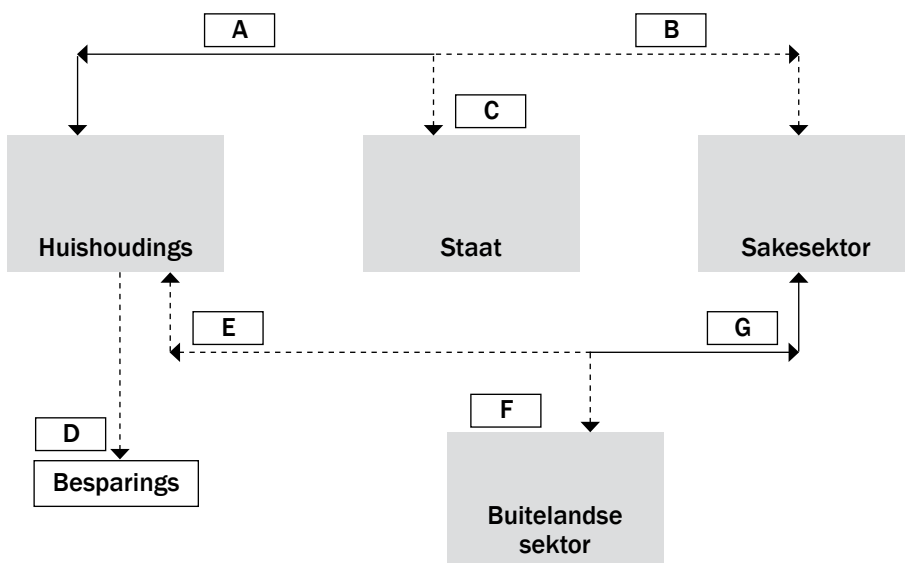 A
B
C
Huishoudings
Staat
Sakesektor
E
G
D
F
Besparings
Buitelandse
sektor